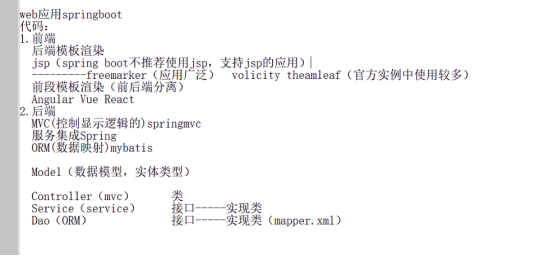 web应用springboot
代码:
1.前端
后端模板渲染
jsp（spring boot不推荐使用jsp，支持jsp的应用）
---------freemarker（应用广泛） volicity theamleaf（官方实例中使用较多）
前段模板渲染（前后端分离）
Angular Vue React
2.后端
MVC(控制显示逻辑的)springmvc
服务集成Spring
ORM(数据映射)mybatis
Model（数据模型，实体类型）
Controller（mvc） 类
Service（service） 接口-----实现类
Dao（ORM） 接口-----实现类（mapper.xml）